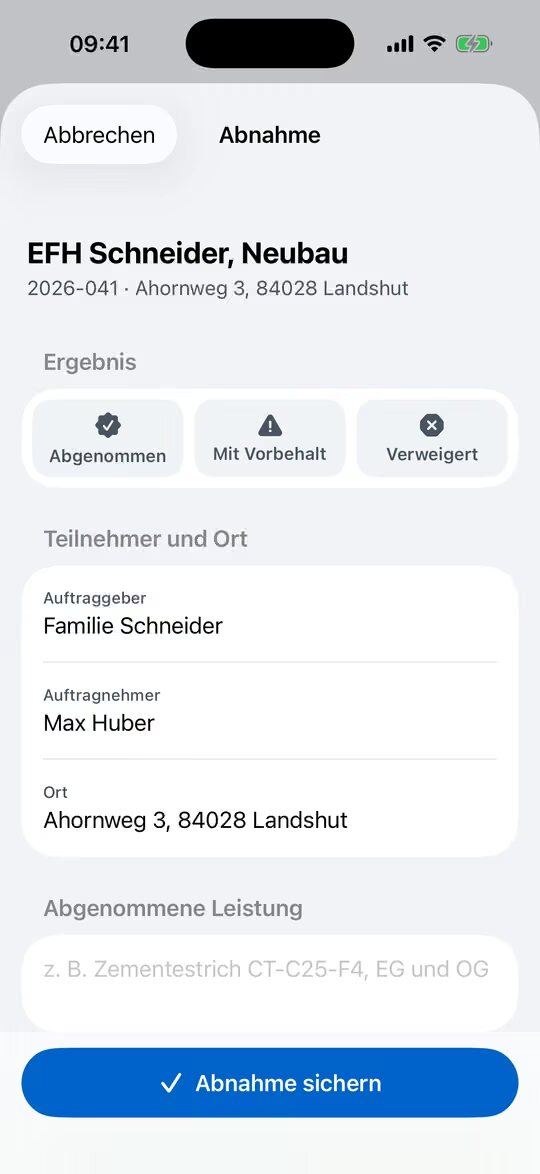 09:41
Abbrechen
Abnahme
EFH Schneider, Neubau
2026-041 · Ahornweg 3, 84028 Landshut
Ergebnis
Abgenommen
Mit Vorbehalt
Verweigert
Teilnehmer und Ort
Auftraggeber
Familie Schneider
Auftragnehmer
Max Huber
Ort
Ahornweg 3, 84028 Landshut
Abgenommene Leistung
z. B. Zementestrich CT-C25-F4, EG und OG
Abnahme sichern